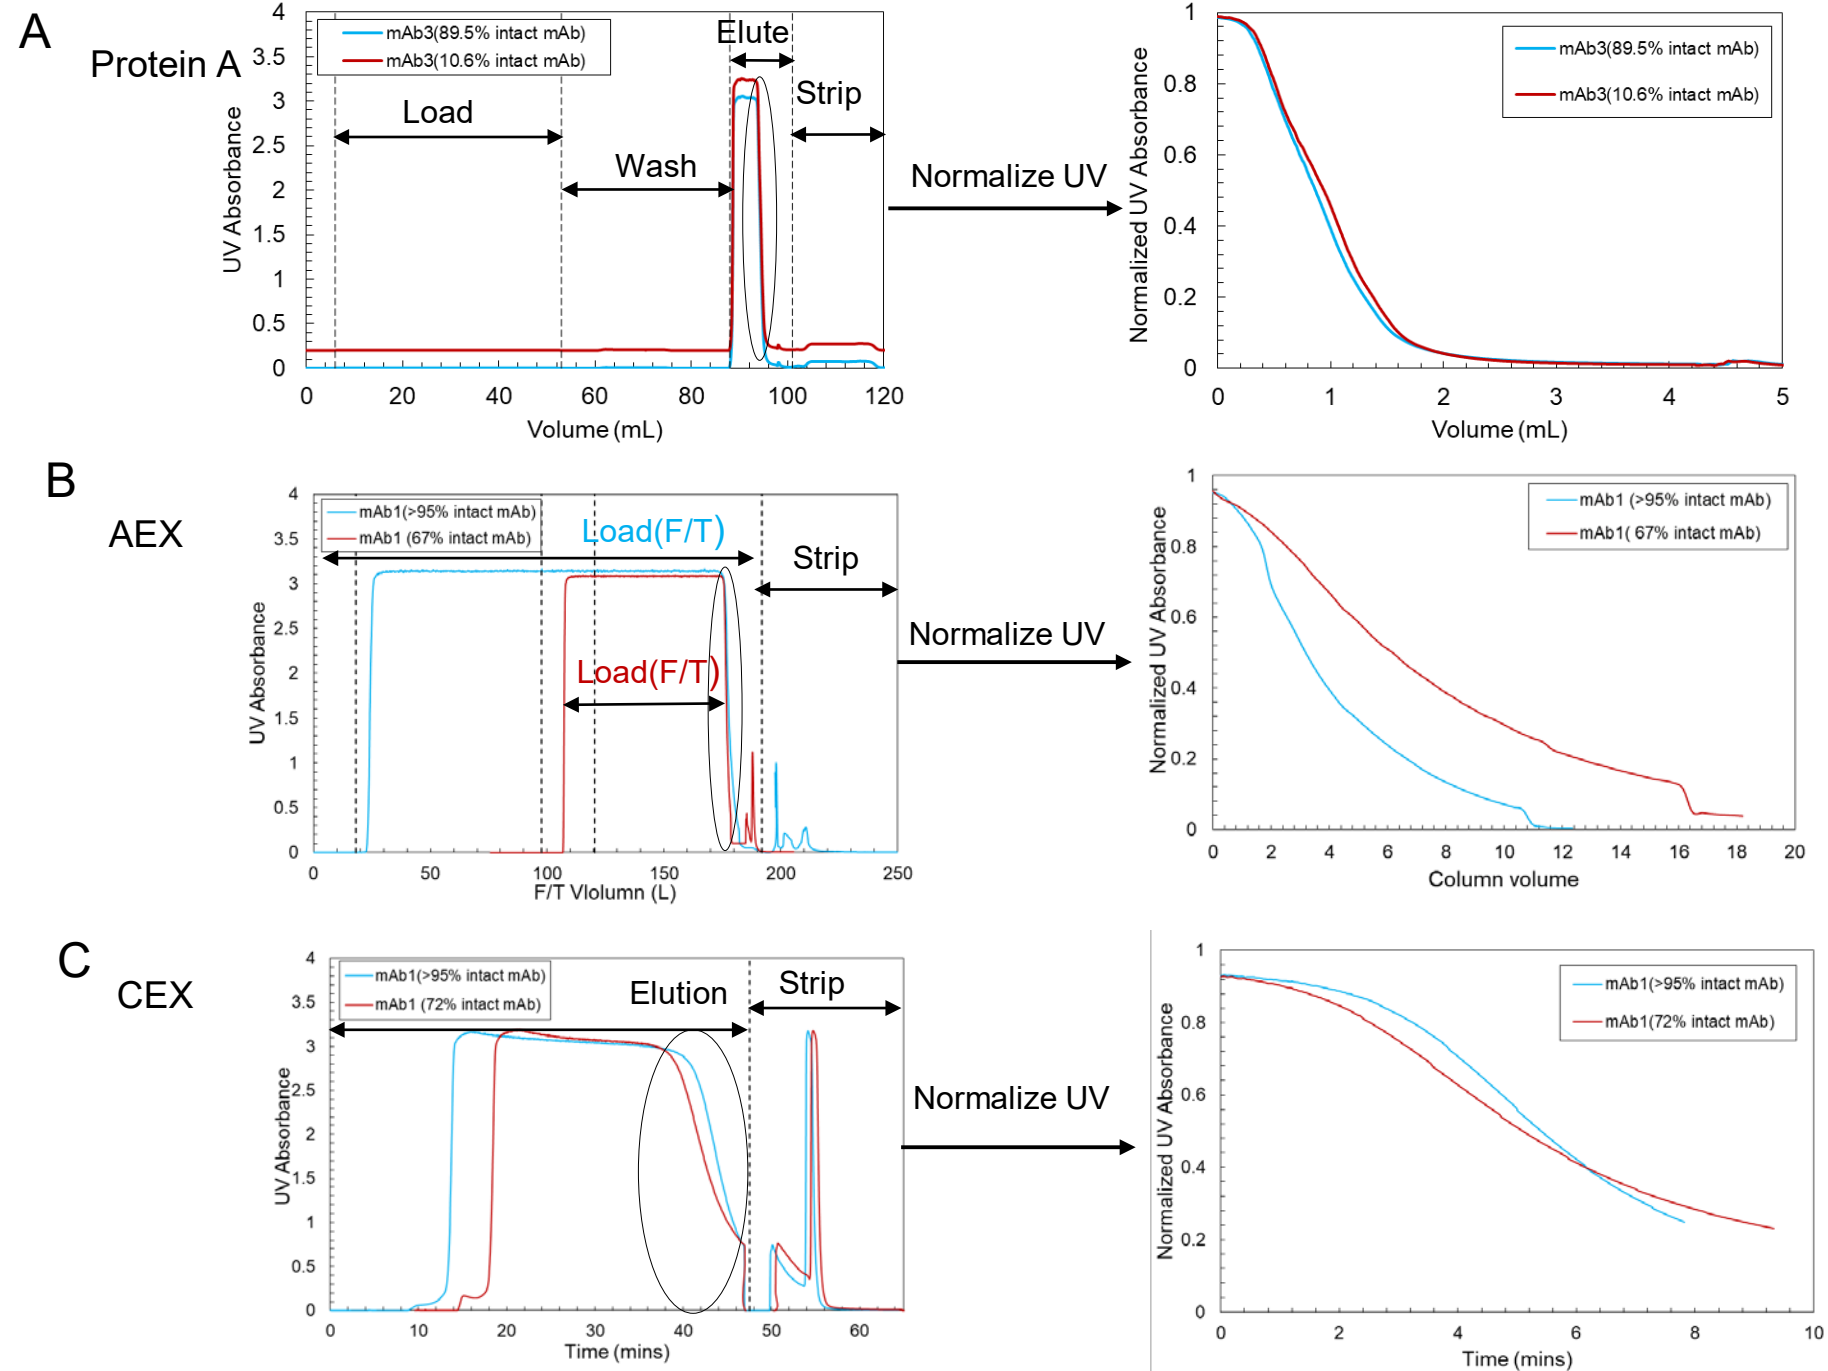 A
Protein A
UV Absorbance
4
3.5
3
2.5
2
1.5
1
0.5
0
mAb3(89.5% intact mAb)
mAb3(10.6% intact mAb)
Load
Wash
Elute
Strip
0 20 40 60 80 100 120
Volume (mL)
Normalize UV
Normalized UV Absorbance
1
0.8
0.6
0.4
0.2
0
mAb3(89.5% intact mAb)
mAb3(10.6% intact mAb)
0 1 2 3 4 5
Volume (mL)
B
AEX
UV Absorbance
4
3.5
3
2.5
2
1.5
1
0.5
0
mAb1(>95% intact mAb)
mAb1 (67% intact mAb)
Load(F/T)
Load(F/T)
Strip
0 50 100 150 200 250
F/T Vlolumn (L)
Normalize UV
Normalized UV Absorbance
1
0.8
0.6
0.4
0.2
0
mAb1 (>95% intact mAb)
mAb1( 67% intact mAb)
0 2 4 6 8 10 12 14 16 18 20
Column volume
C
CEX
UV Absorbance
4
3.5
3
2.5
2
1.5
1
0.5
0
mAb1(>95% intact mAb)
mAb1 (72% intact mAb)
Elution
Strip
0 10 20 30 40 50 60
Time (mins)
Normalize UV
Normalized UV Absorbance
1
0.8
0.6
0.4
0.2
0
mAb1(>95% intact mAb)
mAb1(72% intact mAb)
0 2 4 6 8 10
Time (mins)